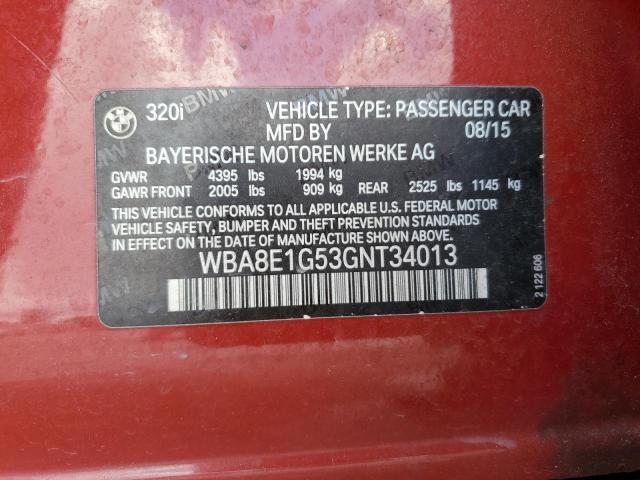 320i VEHICLE TYPE: PASSENGER CAR
MFD BY 08/15
BAYERISCHE MOTOREN WERKE AG
GVWR 4395 lbs 1994 kg
GAWR FRONT 2005 lbs 909 kg REAR 2525 lbs 1145 kg
THIS VEHICLE CONFORMS TO ALL APPLICABLE U.S. FEDERAL MOTOR
VEHICLE SAFETY, BUMPER AND THEFT PREVENTION STANDARDS
IN EFFECT ON THE DATE OF MANUFACTURE SHOWN ABOVE.
WBA8E1G53GNT34013
2 122 606